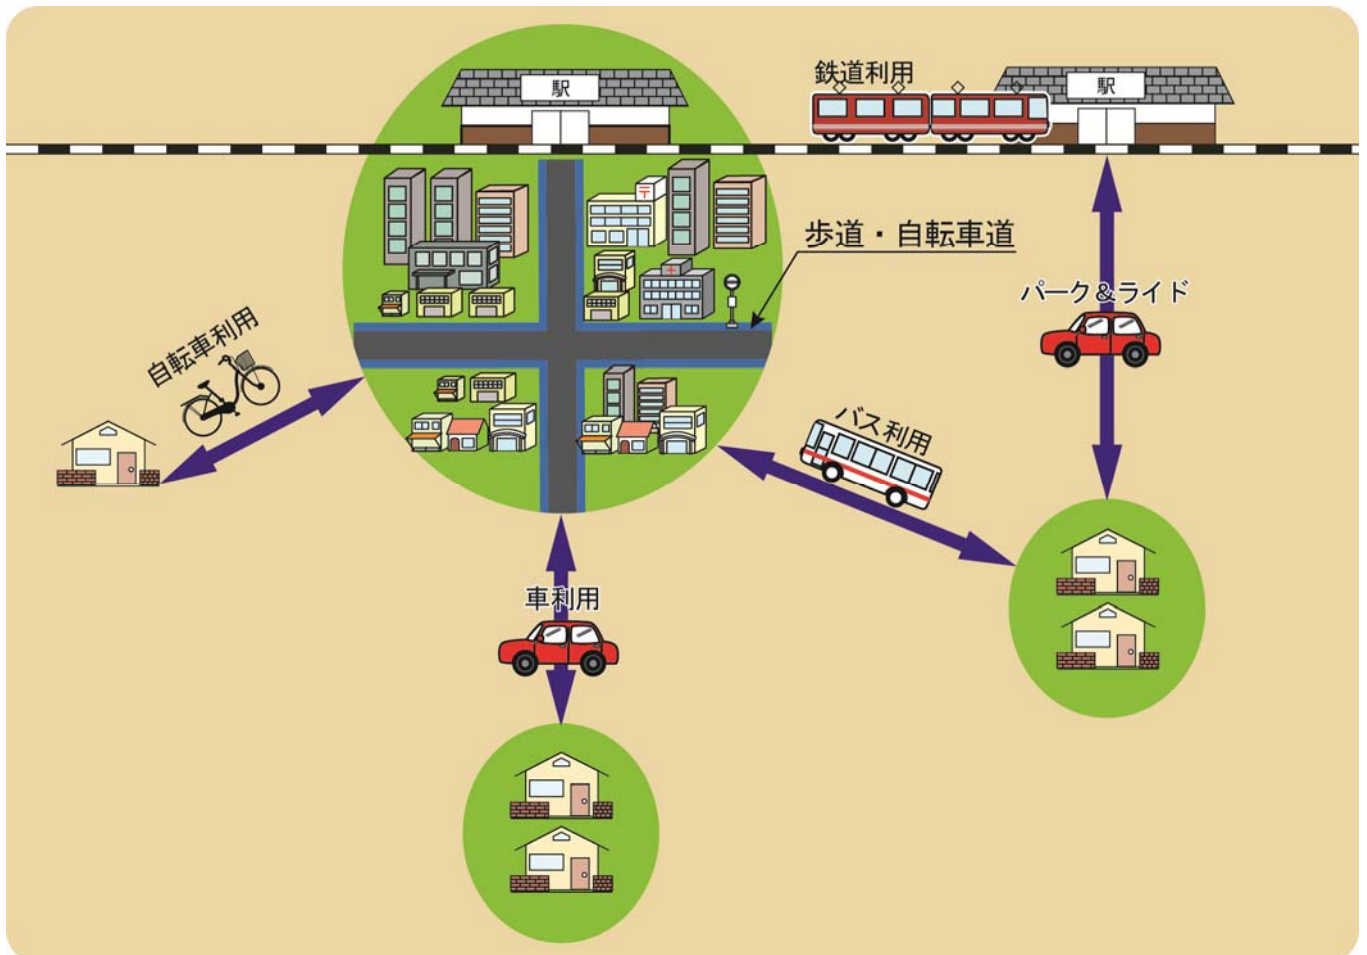 駅
鉄道利用
駅
〒
歩道・自転車道
パーク&ライド
自転車利用
バス利用
車利用